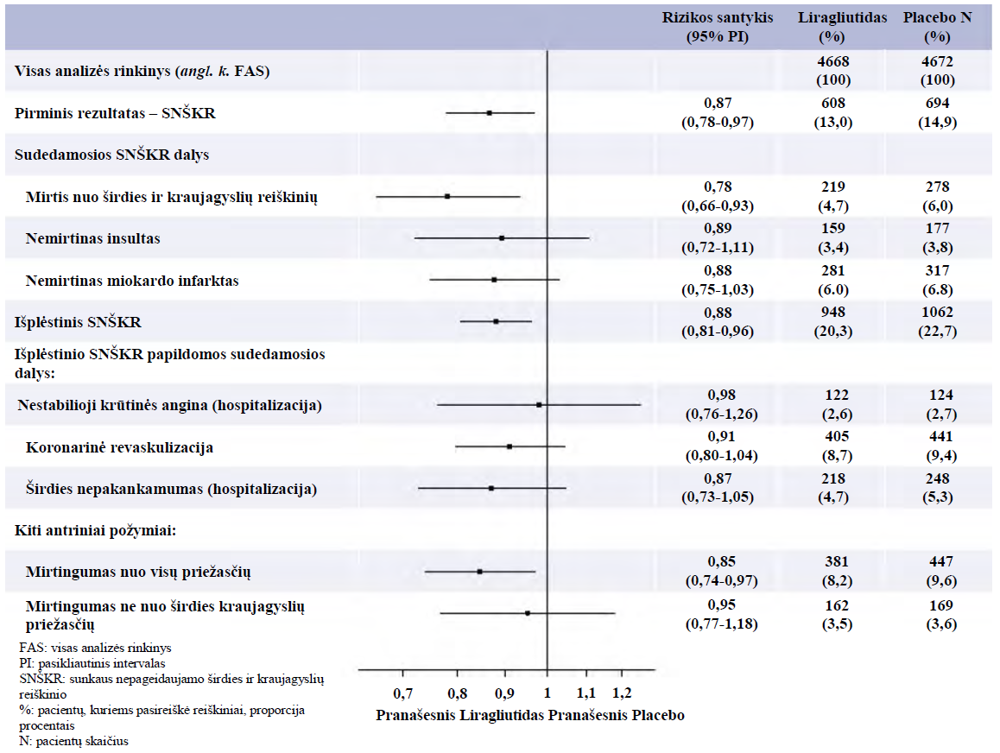 Rizikos santykis Liragliutidas Placebo N
(95% PI) (%) (%)
Visas analizės rinkinys (angl. k. FAS) 4668 4672
(100) (100)
Pirminis rezultatas – SNŠKR 0,87 608 694
(0,78-0,97) (13,0) (14,9)
Sudedamosios SNŠKR dalys
Mirtis nuo širdies ir kraujagyslių reiškinių 0,78 219 278
(0,66-0,93) (4,7) (6,0)
Nemirtinas insultas 0,89 159 177
(0,72-1,11) (3,4) (3,8)
Nemirtinas miokardo infarktas 0,88 281 317
(0,75-1,03) (6.0) (6.8)
Išplėstinis SNŠKR 0,88 948 1062
(0,81-0,96) (20,3) (22,7)
Išplėstinio SNŠKR papildomos sudedamosios
dalys:
Nestabilioji krūtinės angina (hospitalizacija) 0,98 122 124
(0,76-1,26) (2,6) (2,7)
Koronarinė revaskulizacija 0,91 405 441
(0,80-1,04) (8,7) (9,4)
Širdies nepakankamumas (hospitalizacija) 0,87 218 248
(0,73-1,05) (4,7) (5,3)
Kiti antriniai požymiai:
Mirtingumas nuo visų priežasčių 0,85 381 447
(0,74-0,97) (8,2) (9,6)
Mirtingumas ne nuo širdies kraujagyslių 0,95 162 169
priežasčių (0,77-1,18) (3,5) (3,6)
FAS: visas analizės rinkinys
PI: pasikliautinis intervalas
SNŠKR: sunkaus nepageidaujamo širdies ir kraujagyslių
reiškinio
%: pacientų, kuriems pasireiškė reiškiniai, proporcija
procentais
N: pacientų skaičius
0,7 0,8 0,9 1 1,1 1,2
Pranašesnis Liragliutidas Pranašesnis Placebo